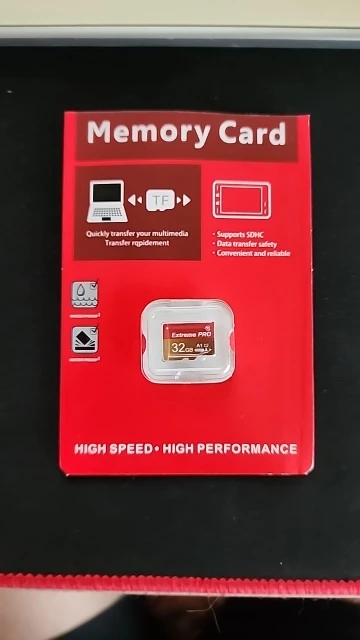 Memory Card
TF
Quickly transfer your multimedia
Transfer rqpidement
· Supports SDHC
· Data transfer safety
· Convenient and reliable
Extreme PRO
32GB A1
HIGH SPEED • HIGH PERFORMANCE